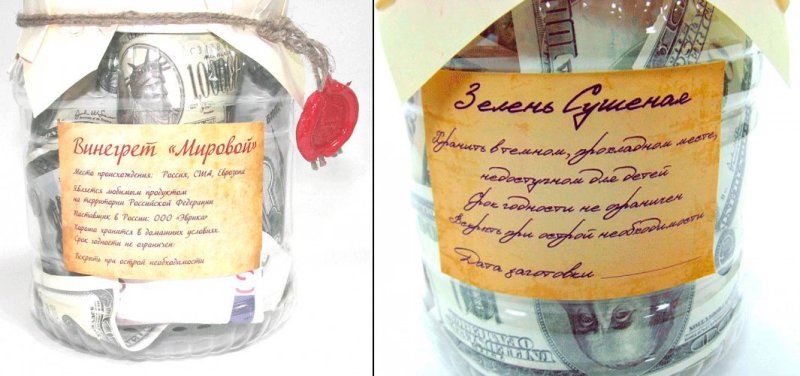 Винегрет «Мировой»
Место происхождения: Россия, США, Еврозона
Является любимым продуктом
на территории Российской Федерации
Поставщик в России: ООО «Эврика»
Хорошо хранится в домашних условиях.
Срок годности не ограничен
Вскрыть при острой необходимости
Зелень Сушеная
Хранить в темном, прохладном месте,
недоступном для детей
Срок годности не ограничен
Вскрыть при острой необходимости
Дата заготовки